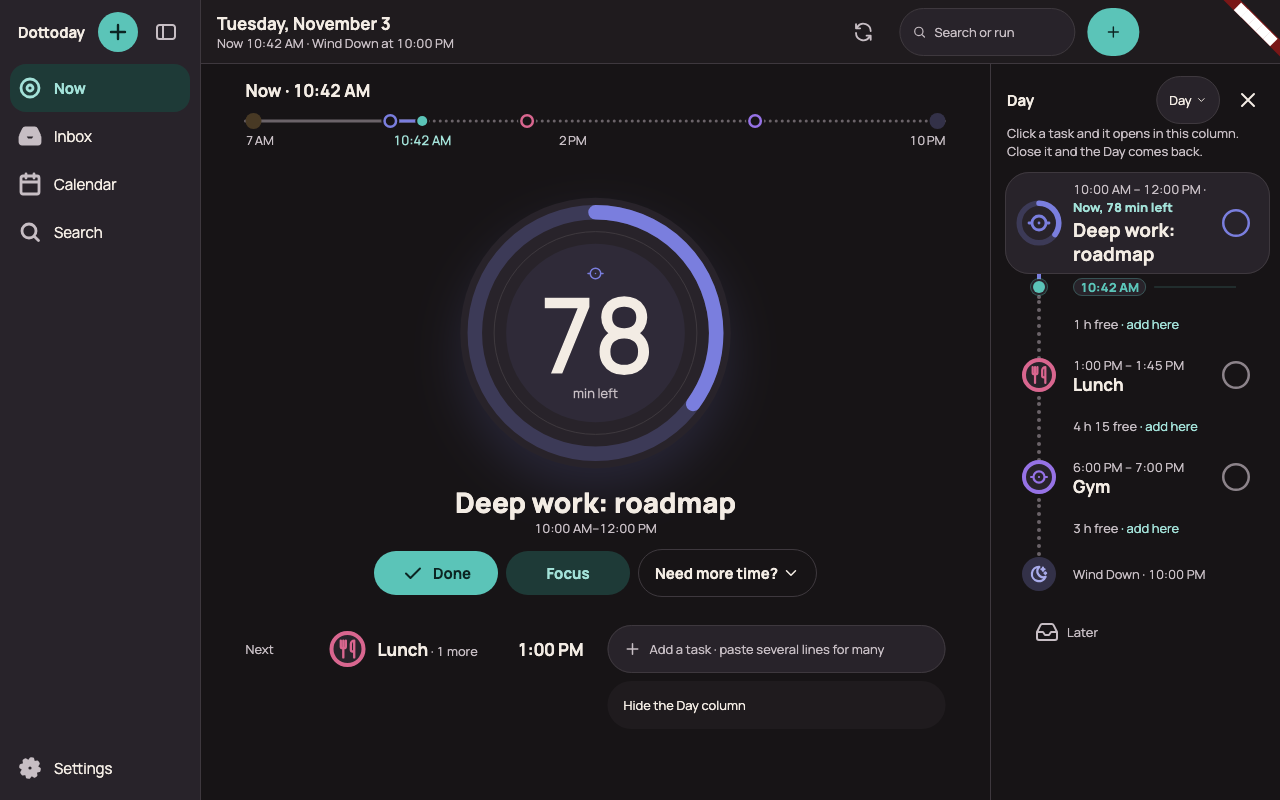 Dottoday
Now
Inbox
Calendar
Search
Settings
Tuesday, November 3
Now 10:42 AM · Wind Down at 10:00 PM
Search or run
Now · 10:42 AM
7 AM
10:42 AM
2 PM
10 PM
78
min left
Deep work: roadmap
10:00 AM–12:00 PM
Done
Focus
Need more time?
Next
Lunch · 1 more
1:00 PM
Add a task · paste several lines for many
Hide the Day column
Day
Day
Click a task and it opens in this column.
Close it and the Day comes back.
10:00 AM – 12:00 PM ·
Now, 78 min left
Deep work:
roadmap
10:42 AM
1 h free · add here
1:00 PM – 1:45 PM
Lunch
4 h 15 free · add here
6:00 PM – 7:00 PM
Gym
3 h free · add here
Wind Down · 10:00 PM
Later